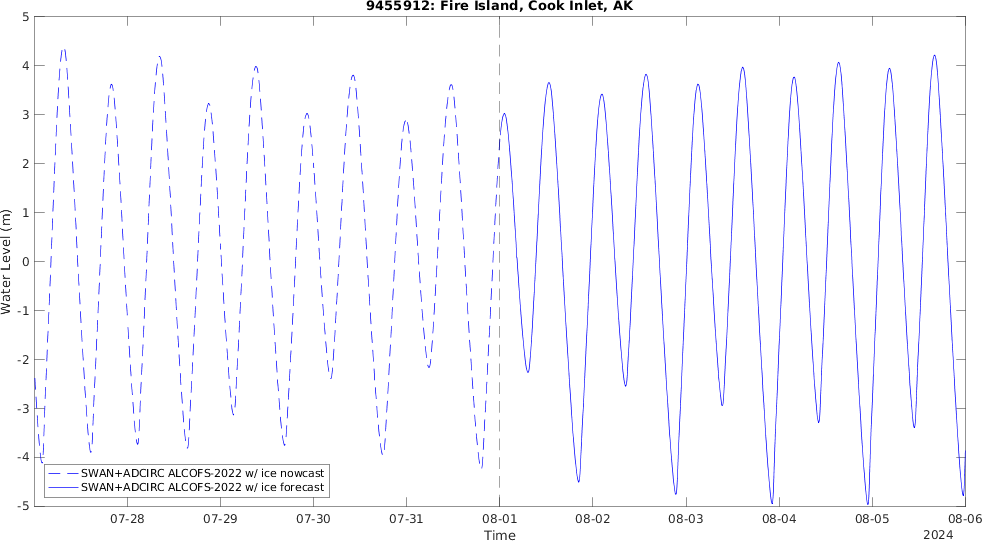 9455912: Fire Island, Cook Inlet, AK
5
4
3
2
1
0
-1
-2
-3
-4
-5
Water Level (m)
SWAN+ADCIRC ALCOFS-2022 w/ ice nowcast
SWAN+ADCIRC ALCOFS-2022 w/ ice forecast
07-28 07-29 07-30 07-31 08-01 08-02 08-03 08-04 08-05 08-06
Time
2024